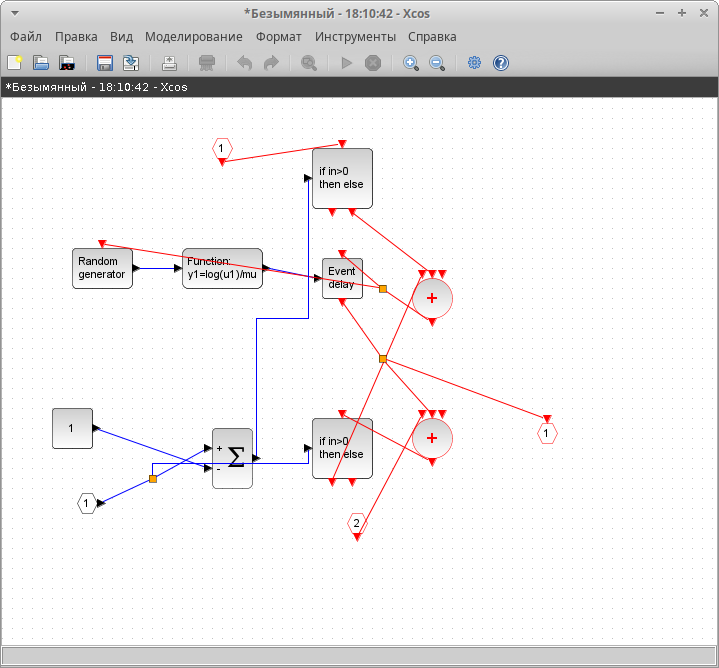 *Безымянный - 18:10:42 - Xcos
Файл Правка Вид Моделирование Формат Инструменты Справка
*Безымянный - 18:10:42 - Xcos
1
if in>0
then else
Random
generator
Function:
y1=log(u1)/mu
Event
delay
+
1
+
-
Σ
if in>0
then else
+
1
1
2